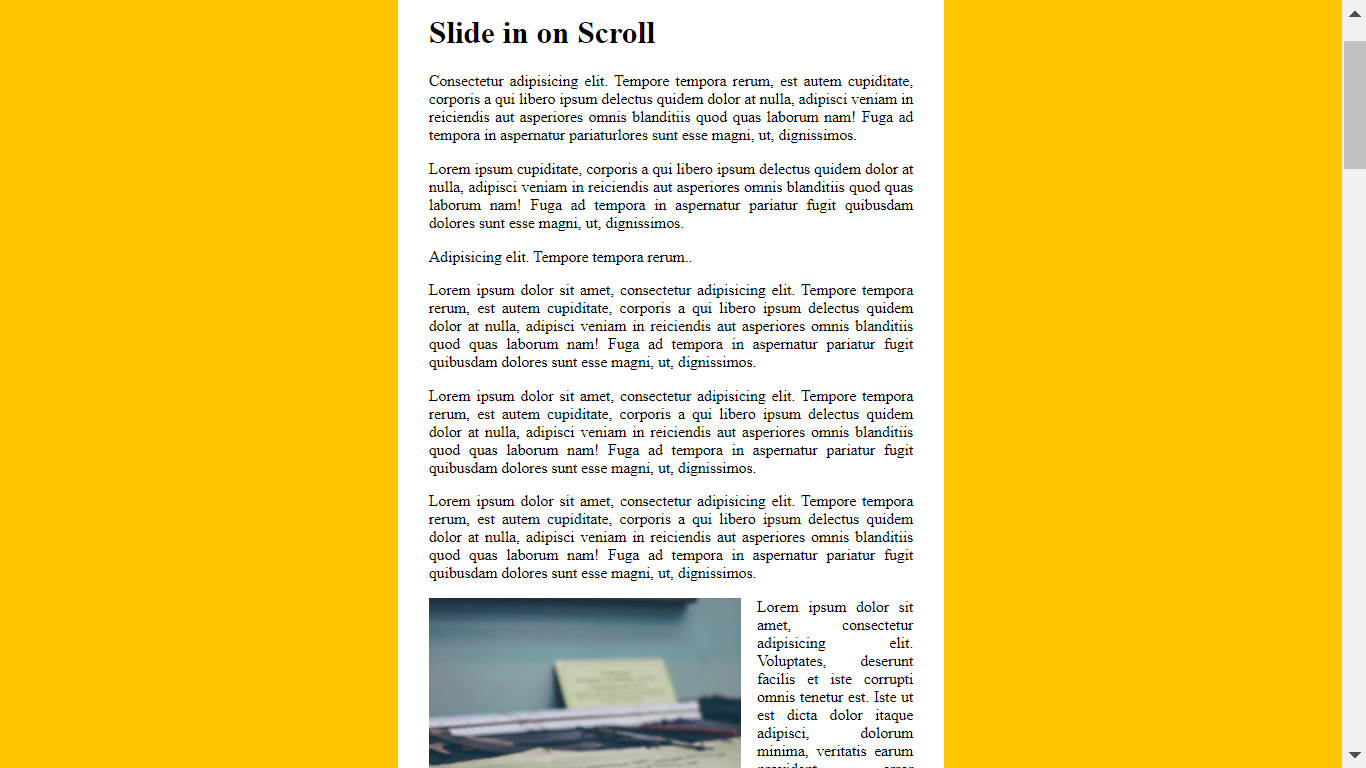 Slide in on Scroll
Consectetur adipisicing elit. Tempore tempora rerum, est autem cupiditate,
corporis a qui libero ipsum delectus quidem dolor at nulla, adipisci veniam in
reiciendis aut asperiores omnis blanditiis quod quas laborum nam! Fuga ad
tempora in aspernatur pariaturlores sunt esse magni, ut, dignissimos.
Lorem ipsum cupiditate, corporis a qui libero ipsum delectus quidem dolor at
nulla, adipisci veniam in reiciendis aut asperiores omnis blanditiis quod quas
laborum nam! Fuga ad tempora in aspernatur pariatur fugit quibusdam
dolores sunt esse magni, ut, dignissimos.
Adipisicing elit. Tempore tempora rerum..
Lorem ipsum dolor sit amet, consectetur adipisicing elit. Tempore tempora
rerum, est autem cupiditate, corporis a qui libero ipsum delectus quidem
dolor at nulla, adipisci veniam in reiciendis aut asperiores omnis blanditiis
quod quas laborum nam! Fuga ad tempora in aspernatur pariatur fugit
quibusdam dolores sunt esse magni, ut, dignissimos.
Lorem ipsum dolor sit amet, consectetur adipisicing elit. Tempore tempora
rerum, est autem cupiditate, corporis a qui libero ipsum delectus quidem
dolor at nulla, adipisci veniam in reiciendis aut asperiores omnis blanditiis
quod quas laborum nam! Fuga ad tempora in aspernatur pariatur fugit
quibusdam dolores sunt esse magni, ut, dignissimos.
Lorem ipsum dolor sit amet, consectetur adipisicing elit. Tempore tempora
rerum, est autem cupiditate, corporis a qui libero ipsum delectus quidem
dolor at nulla, adipisci veniam in reiciendis aut asperiores omnis blanditiis
quod quas laborum nam! Fuga ad tempora in aspernatur pariatur fugit
quibusdam dolores sunt esse magni, ut, dignissimos.
Lorem ipsum dolor sit
amet, consectetur
adipisicing elit.
Voluptates, deserunt
facilis et iste corrupti
omnis tenetur est. Iste ut
est dicta dolor itaque
adipisci, dolorum
minima, veritatis earum